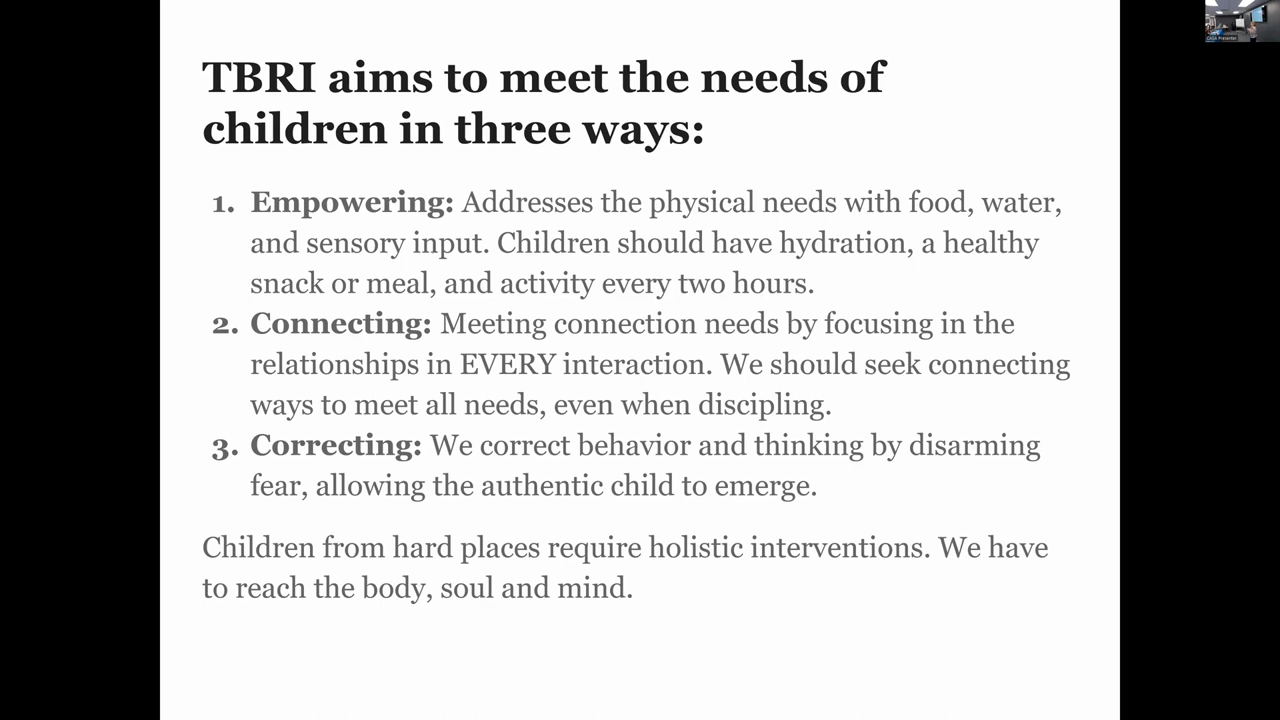 TBRI aims to meet the needs of
children in three ways:
1. Empowering: Addresses the physical needs with food, water,
and sensory input. Children should have hydration, a healthy
snack or meal, and activity every two hours.
2. Connecting: Meeting connection needs by focusing in the
relationships in EVERY interaction. We should seek connecting
ways to meet all needs, even when discipling.
3. Correcting: We correct behavior and thinking by disarming
fear, allowing the authentic child to emerge.
Children from hard places require holistic interventions. We have
to reach the body, soul and mind.
CASA Presenter